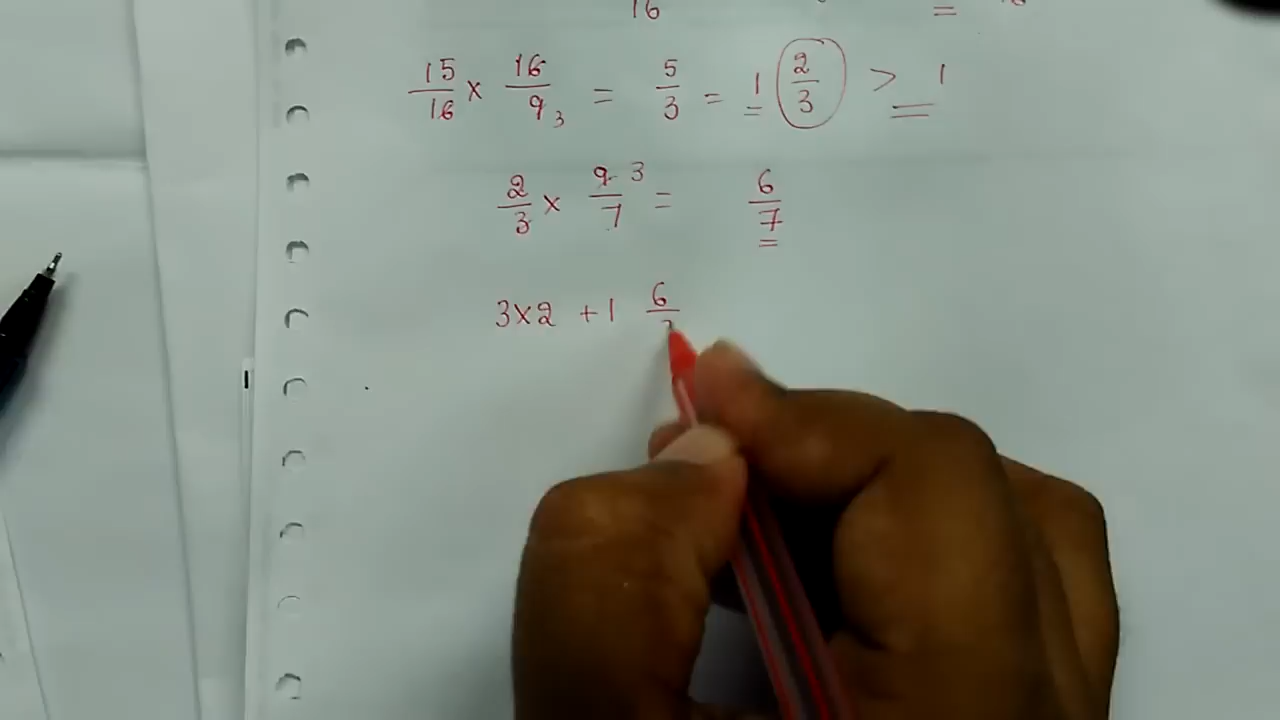 16 =
15/16 x 16/9 3 = 5/3 = 1 2/3 > 1
2/3 x 9/7 3 = 6/7
3x2 +1 6/